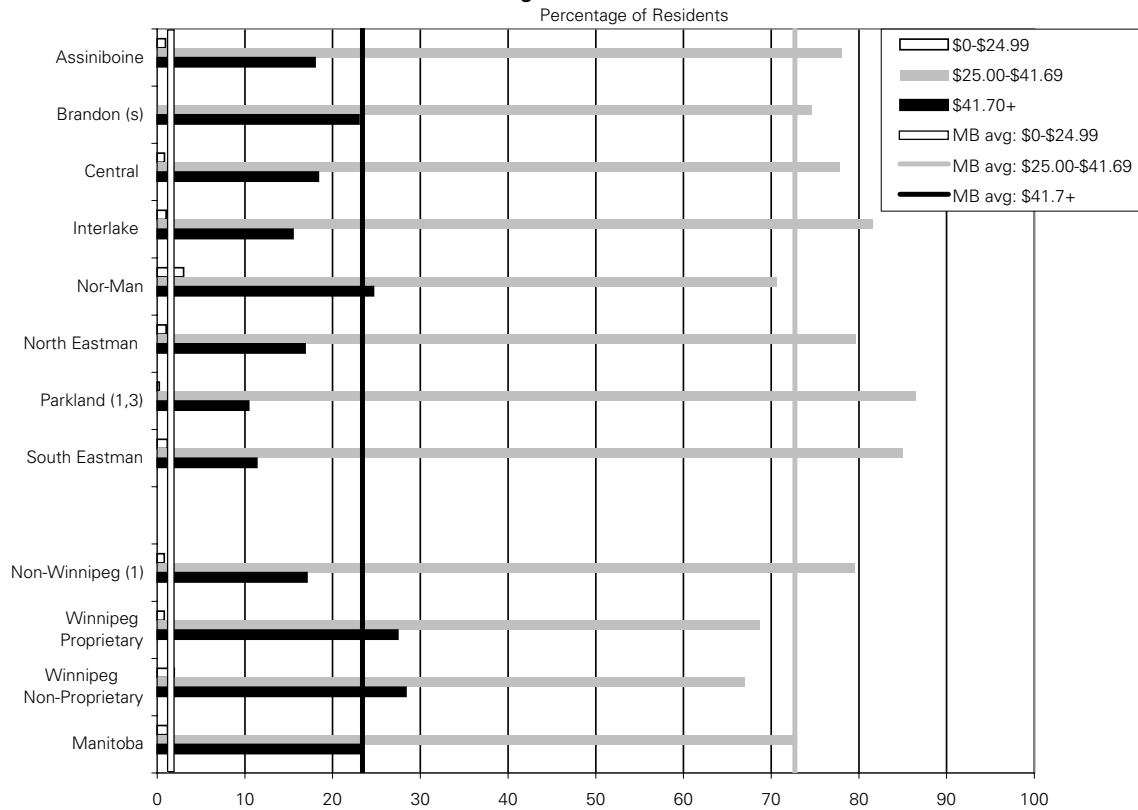 Percentage of Residents
$0-$24.99
$25.00-$41.69
$41.70+
MB avg: $0-$24.99
MB avg: $25.00-$41.69
MB avg: $41.7+
Assiniboine
Brandon (s)
Central
Interlake
Nor-Man
North Eastman
Parkland (1,3)
South Eastman
Non-Winnipeg (1)
Winnipeg
Proprietary
Winnipeg
Non-Proprietary
Manitoba
0 10 20 30 40 50 60 70 80 90 100